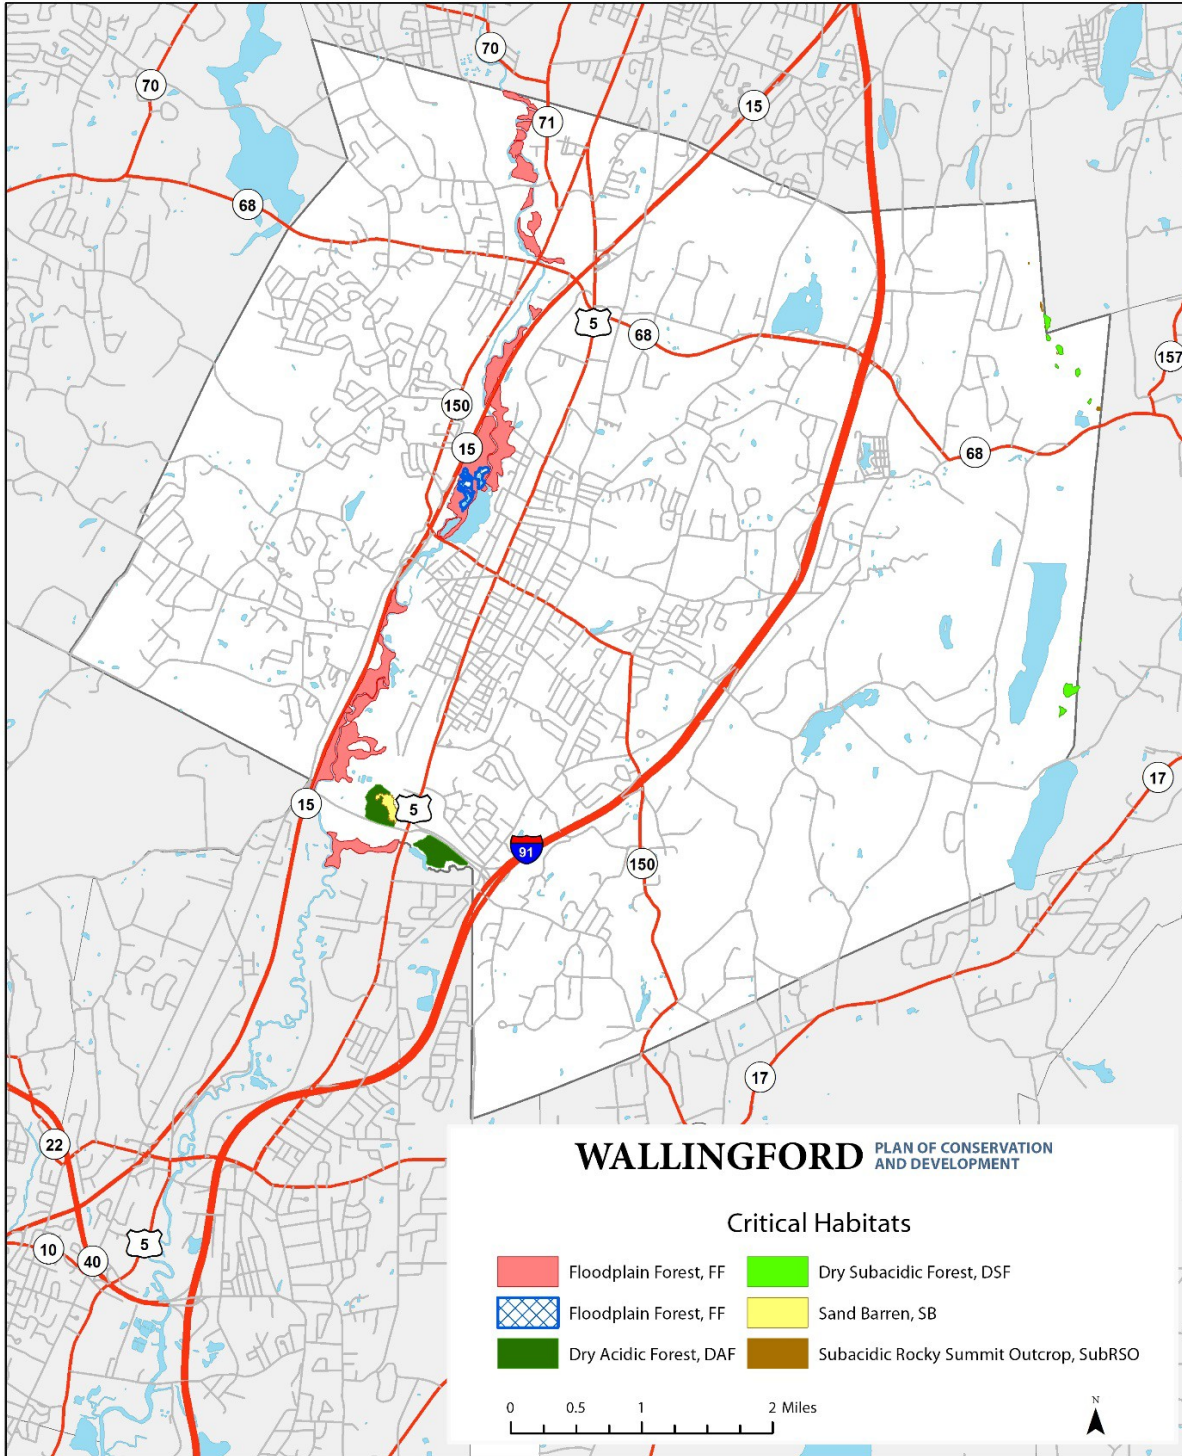 70
70
15
71
68
5
68
157
150
15
68
17
15
5
91
150
17
22
10
40
5
WALLINGFORD PLAN OF CONSERVATION
AND DEVELOPMENT
Critical Habitats
Floodplain Forest, FF
Dry Subacidic Forest, DSF
Floodplain Forest, FF
Sand Barren, SB
Dry Acidic Forest, DAF
Subacidic Rocky Summit Outcrop, SubRSO
0 0.5 1 2 Miles
N